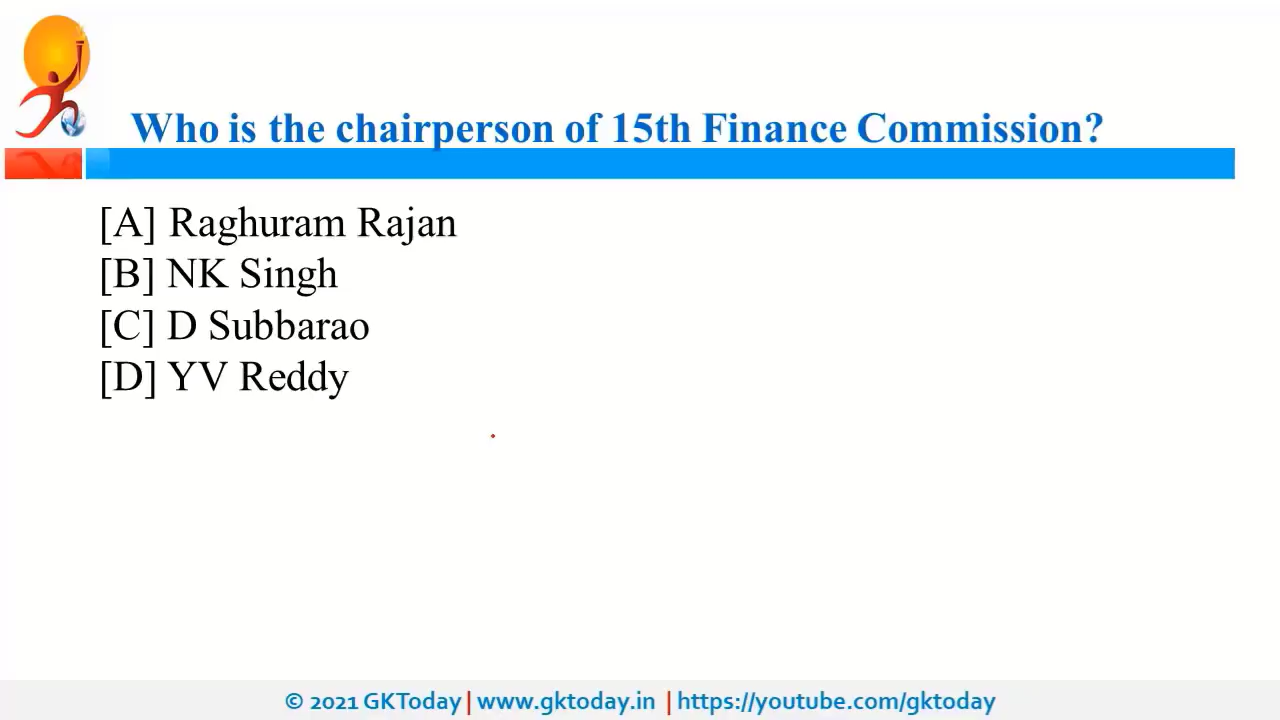 Who is the chairperson of 15th Finance Commission?
[A] Raghuram Rajan
[B] NK Singh
[C] D Subbarao
[D] YV Reddy
© 2021 GKToday | www.gktoday.in | https://youtube.com/gktoday